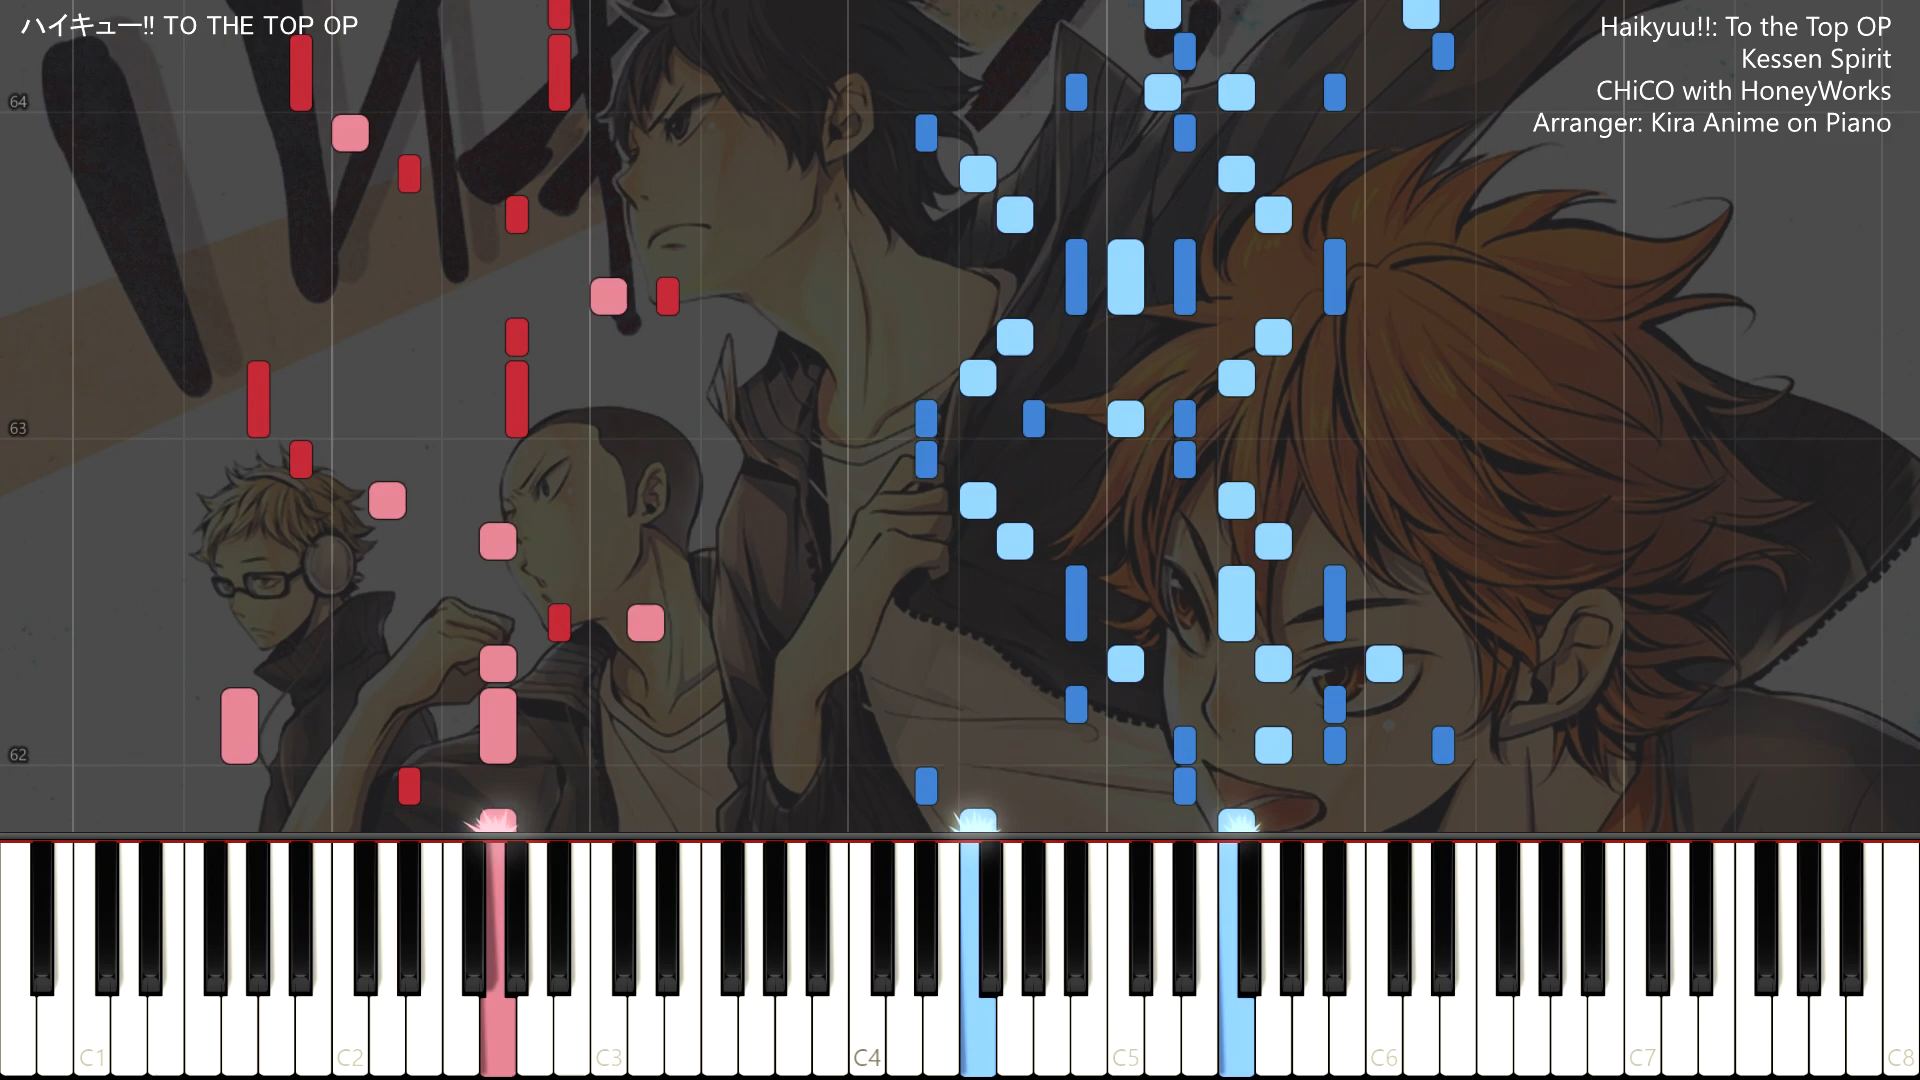 ハイキュー!! TO THE TOP OP
Haikyuu!!: To the Top OP
Kessen Spirit
CHiCO with HoneyWorks
Arranger: Kira Anime on Piano
64
63
62
C1 C2 C3 C4 C5 C6 C7 C8